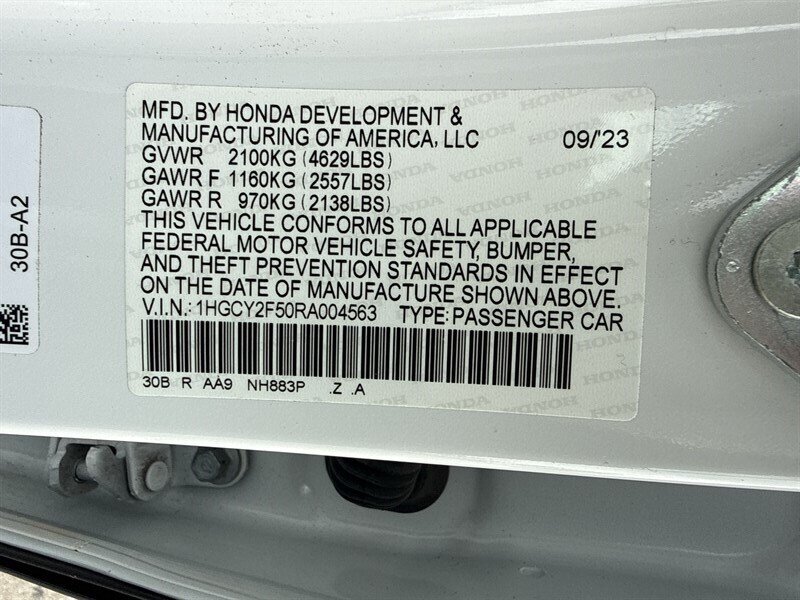 MFD. BY HONDA DEVELOPMENT &
MANUFACTURING OF AMERICA, LLC 09/'23
GVWR 2100KG (4629LBS)
GAWR F 1160KG (2557LBS)
GAWR R 970KG (2138LBS)
THIS VEHICLE CONFORMS TO ALL APPLICABLE
FEDERAL MOTOR VEHICLE SAFETY, BUMPER,
AND THEFT PREVENTION STANDARDS IN EFFECT
ON THE DATE OF MANUFACTURE SHOWN ABOVE.
V.I.N.: 1HGCY2F50RA004563 TYPE: PASSENGER CAR
30B R AA9 NH883P .Z .A
30B-A2